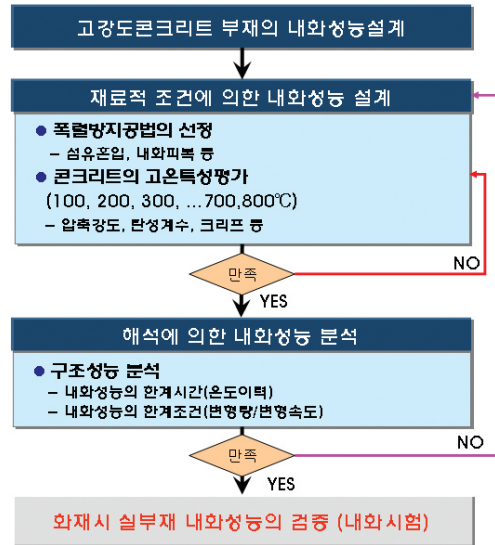 고강도콘크리트 부재의 내화성능설계
재료적 조건에 의한 내화성능 설계
● 폭렬방지공법의 선정
– 섬유혼입, 내화피복 등
● 콘크리트의 고온특성평가
(100, 200, 300, ...700,800℃)
– 압축강도, 탄성계수, 크리프 등
만족
NO
YES
해석에 의한 내화성능 분석
● 구조성능 분석
– 내화성능의 한계시간(온도이력)
– 내화성능의 한계조건(변형량/변형속도)
만족
NO
YES
화재시 실부재 내화성능의 검증 (내화시험)